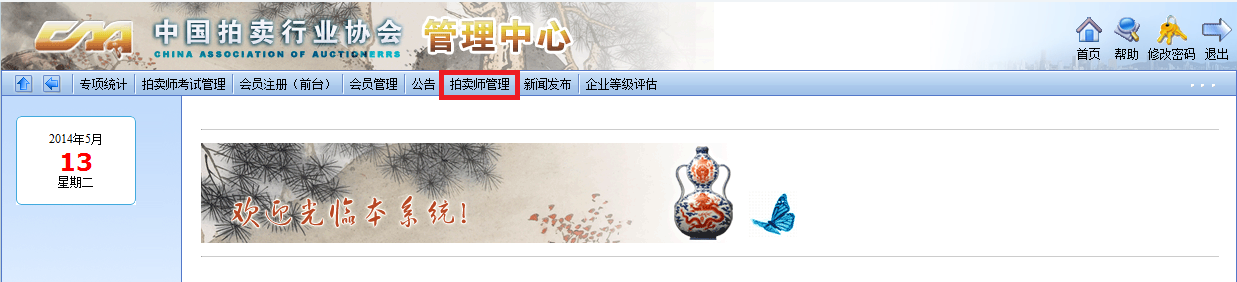 CAA 中国拍卖行业协会 管理中心
CHINA ASSOCIATION OF AUCTIONERRS
首页 帮助 修改密码 退出
专项统计 拍卖师考试管理 会员注册（前台） 会员管理 公告 拍卖师管理 新闻发布 企业等级评估
2014年5月
13
星期二
欢迎光临本系统!